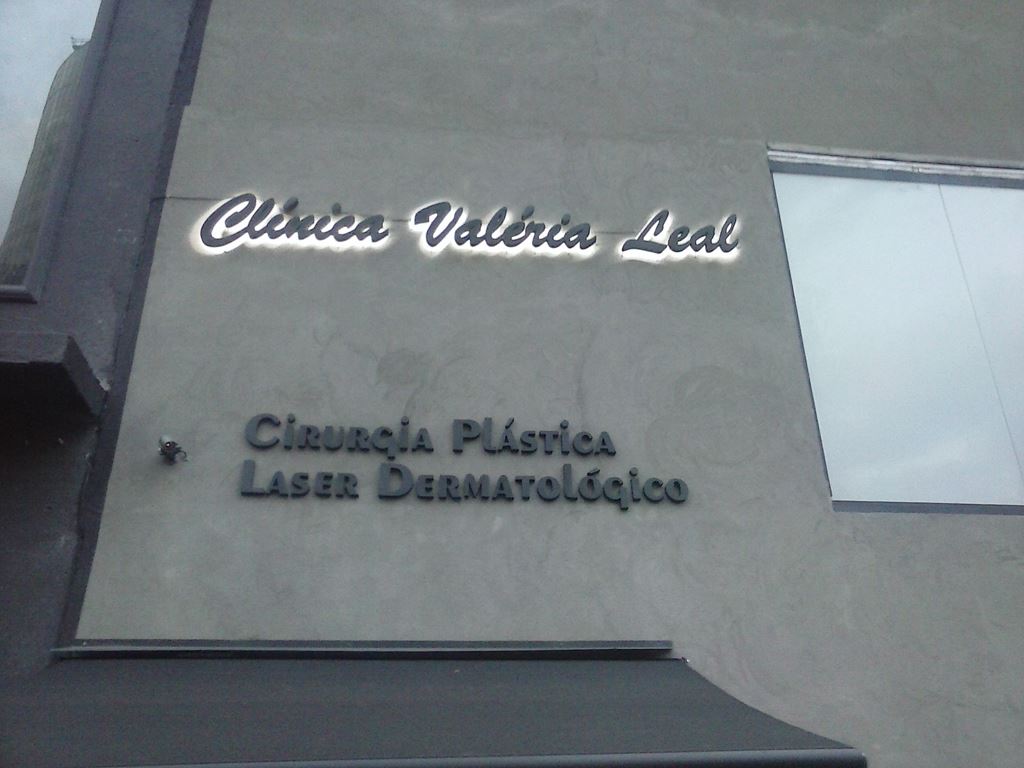 Clínica Valéria Leal
Cirurgia Plástica
Laser Dermatológico